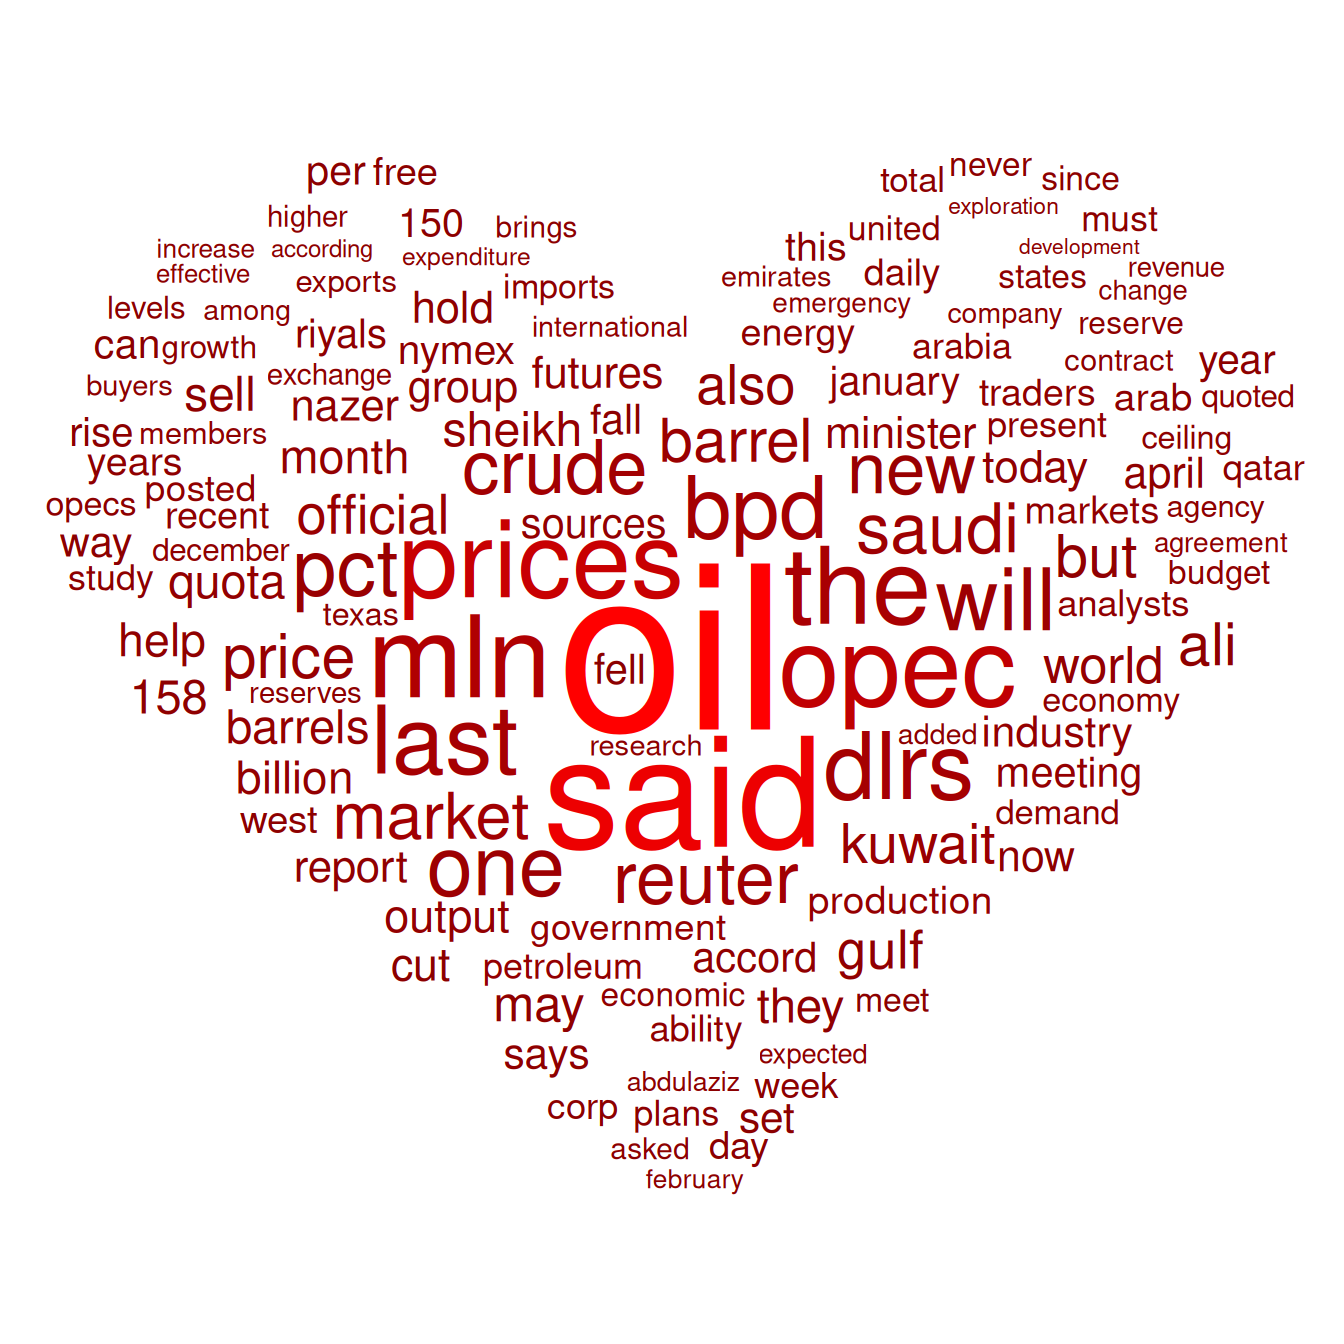 per free
never
total
since
exploration
higher
150
brings
united
must
this
development
increase
according
expenditure
effective
exports
imports
emirates
daily
states
revenue
change
levels
among
hold
international
emergency
company
reserve
can
growth
riyals
nymex
energy
arabia
contract
year
buyers
sell
exchange
group
futures
also
january
traders
arab
quoted
nazer
rise
members
sheikh
fall
barrel
minister
present
ceiling
years
month
crude
new
today
april
qatar
opecs
posted
recent
official
sources
bpd
saudi
markets
agency
way
december
pct
prices
the
will
but
agreement
study
quota
budget
texas
analysts
help
price
mln
oil
fell
opec
world
ali
158
reserves
economy
barrels
last
research
added
industry
billion
said
dlrs
meeting
west
market
demand
report
one
reuter
kuwait
now
output
government
production
cut
petroleum
accord
gulf
may
economic
they
meet
ability
says
expected
abdulaziz
week
corp
plans
set
asked
day
february